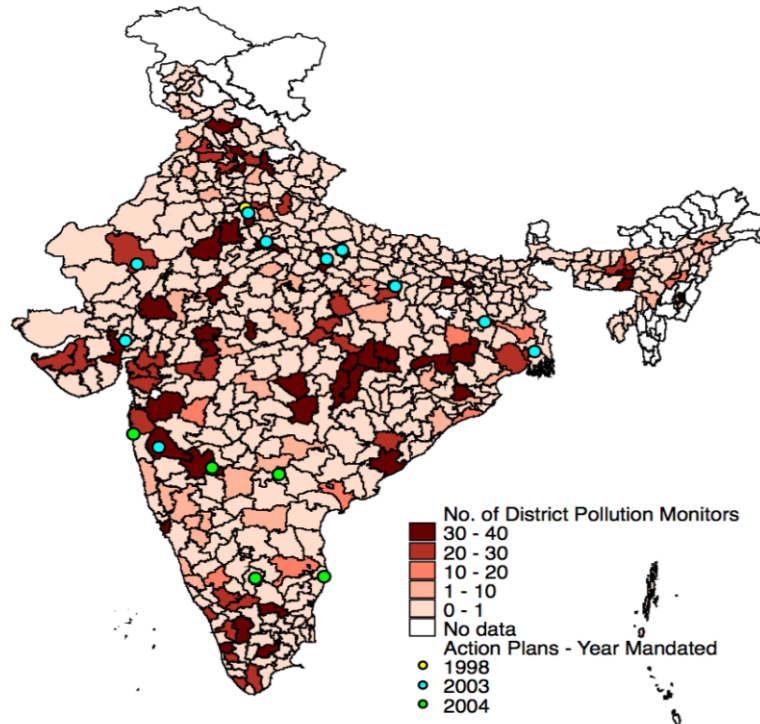 No. of District Pollution Monitors
30 - 40
20 - 30
10 - 20
1 - 10
0 - 1
No data
Action Plans - Year Mandated
1998
2003
2004